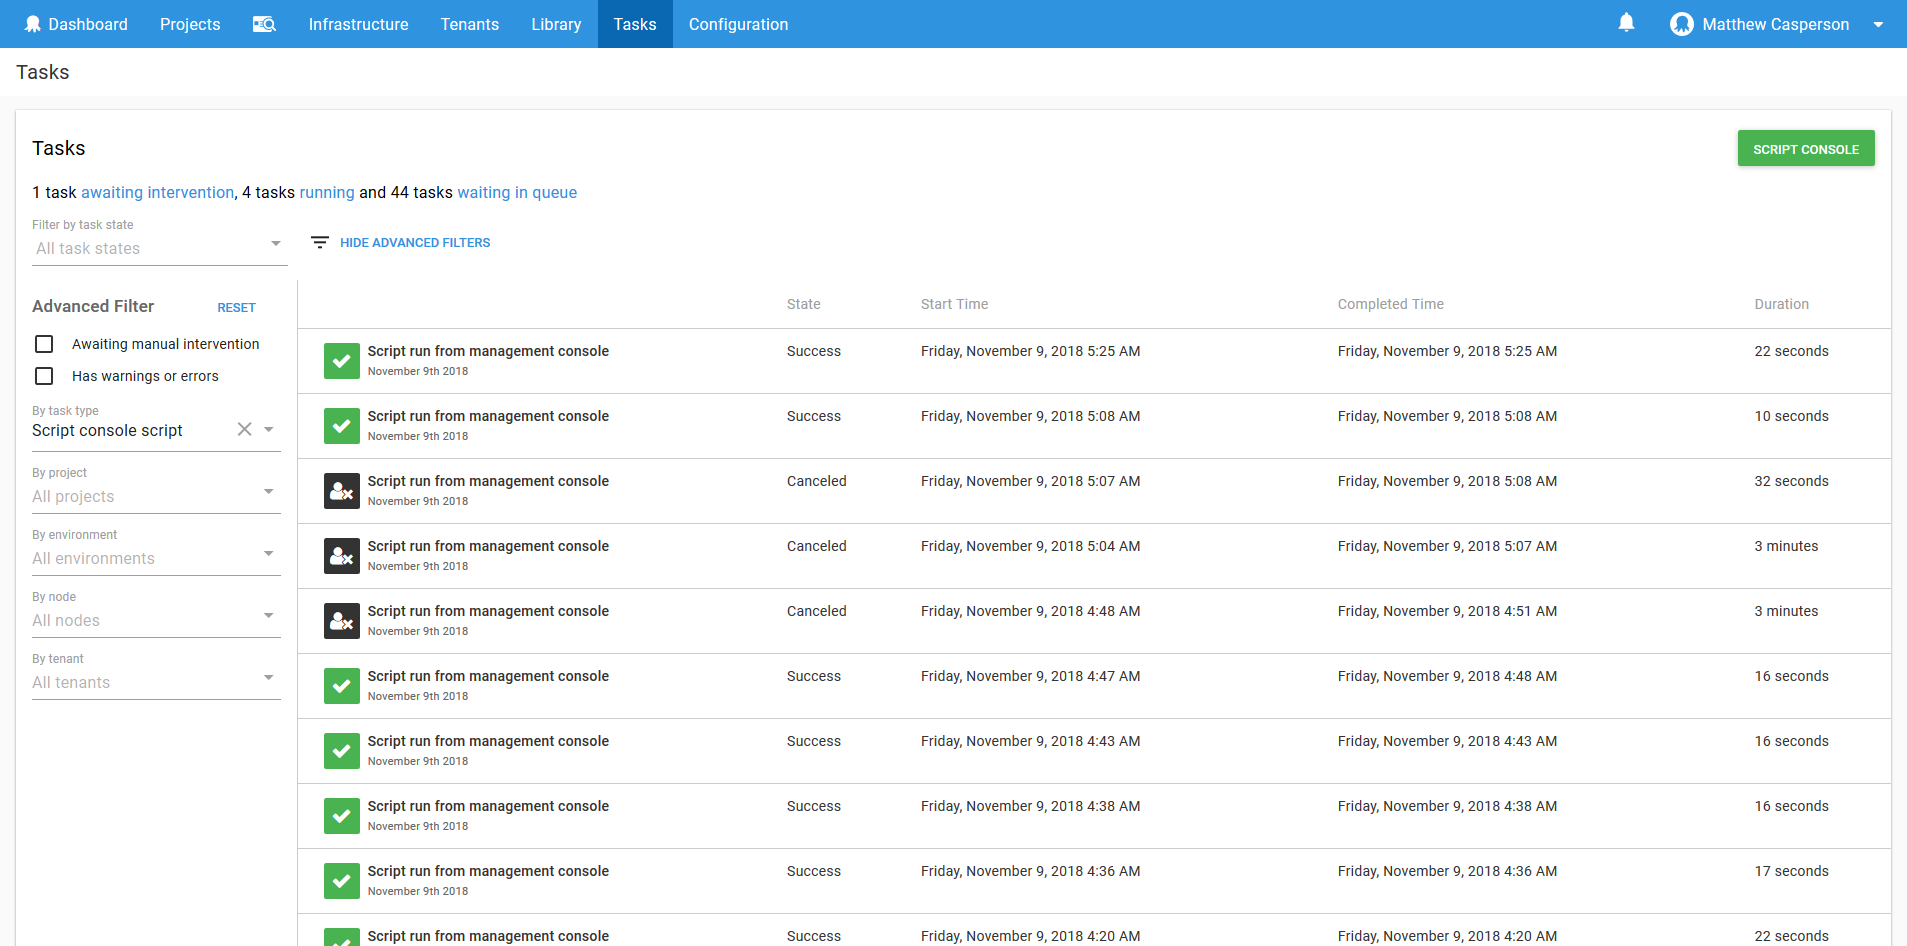 Dashboard Projects Infrastructure Tenants Library Tasks Configuration Matthew Casperson
Tasks
Tasks
SCRIPT CONSOLE
1 task awaiting intervention, 4 tasks running and 44 tasks waiting in queue
Filter by task state
All task states
HIDE ADVANCED FILTERS
Advanced Filter RESET
Awaiting manual intervention
Has warnings or errors
By task type
Script console script
By project
All projects
By environment
All environments
By node
All nodes
By tenant
All tenants
State Start Time Completed Time Duration
Script run from management console Success Friday, November 9, 2018 5:25 AM Friday, November 9, 2018 5:25 AM 22 seconds
November 9th 2018
Script run from management console Success Friday, November 9, 2018 5:08 AM Friday, November 9, 2018 5:08 AM 10 seconds
November 9th 2018
Script run from management console Canceled Friday, November 9, 2018 5:07 AM Friday, November 9, 2018 5:08 AM 32 seconds
November 9th 2018
Script run from management console Canceled Friday, November 9, 2018 5:04 AM Friday, November 9, 2018 5:07 AM 3 minutes
November 9th 2018
Script run from management console Canceled Friday, November 9, 2018 4:48 AM Friday, November 9, 2018 4:51 AM 3 minutes
November 9th 2018
Script run from management console Success Friday, November 9, 2018 4:47 AM Friday, November 9, 2018 4:48 AM 16 seconds
November 9th 2018
Script run from management console Success Friday, November 9, 2018 4:43 AM Friday, November 9, 2018 4:43 AM 16 seconds
November 9th 2018
Script run from management console Success Friday, November 9, 2018 4:38 AM Friday, November 9, 2018 4:38 AM 16 seconds
November 9th 2018
Script run from management console Success Friday, November 9, 2018 4:36 AM Friday, November 9, 2018 4:36 AM 17 seconds
November 9th 2018
Script run from management console Success Friday, November 9, 2018 4:20 AM Friday, November 9, 2018 4:20 AM 22 seconds